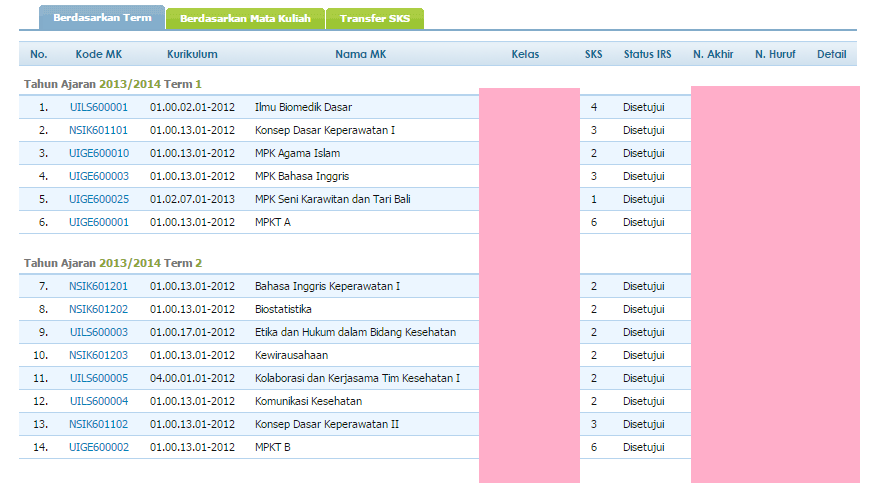 Berdasarkan Term Berdasarkan Mata Kuliah Transfer SKS
No. Kode MK Kurikulum Nama MK Kelas SKS Status IRS N. Akhir N. Huruf Detail
Tahun Ajaran 2013/2014 Term 1
1. UILS600001 01.00.02.01-2012 Ilmu Biomedik Dasar 4 Disetujui
2. NSIK601101 01.00.13.01-2012 Konsep Dasar Keperawatan I 3 Disetujui
3. UIGE600010 01.00.13.01-2012 MPK Agama Islam 2 Disetujui
4. UIGE600003 01.00.13.01-2012 MPK Bahasa Inggris 3 Disetujui
5. UIGE600025 01.02.07.01-2013 MPK Seni Karawitan dan Tari Bali 1 Disetujui
6. UIGE600001 01.00.13.01-2012 MPKT A 6 Disetujui
Tahun Ajaran 2013/2014 Term 2
7. NSIK601201 01.00.13.01-2012 Bahasa Inggris Keperawatan I 2 Disetujui
8. NSIK601202 01.00.13.01-2012 Biostatistika 2 Disetujui
9. UILS600003 01.00.17.01-2012 Etika dan Hukum dalam Bidang Kesehatan 2 Disetujui
10. NSIK601203 01.00.13.01-2012 Kewirausahaan 2 Disetujui
11. UILS600005 04.00.01.01-2012 Kolaborasi dan Kerjasama Tim Kesehatan I 2 Disetujui
12. UILS600004 01.00.13.01-2012 Komunikasi Kesehatan 2 Disetujui
13. NSIK601102 01.00.13.01-2012 Konsep Dasar Keperawatan II 3 Disetujui
14. UIGE600002 01.00.13.01-2012 MPKT B 6 Disetujui